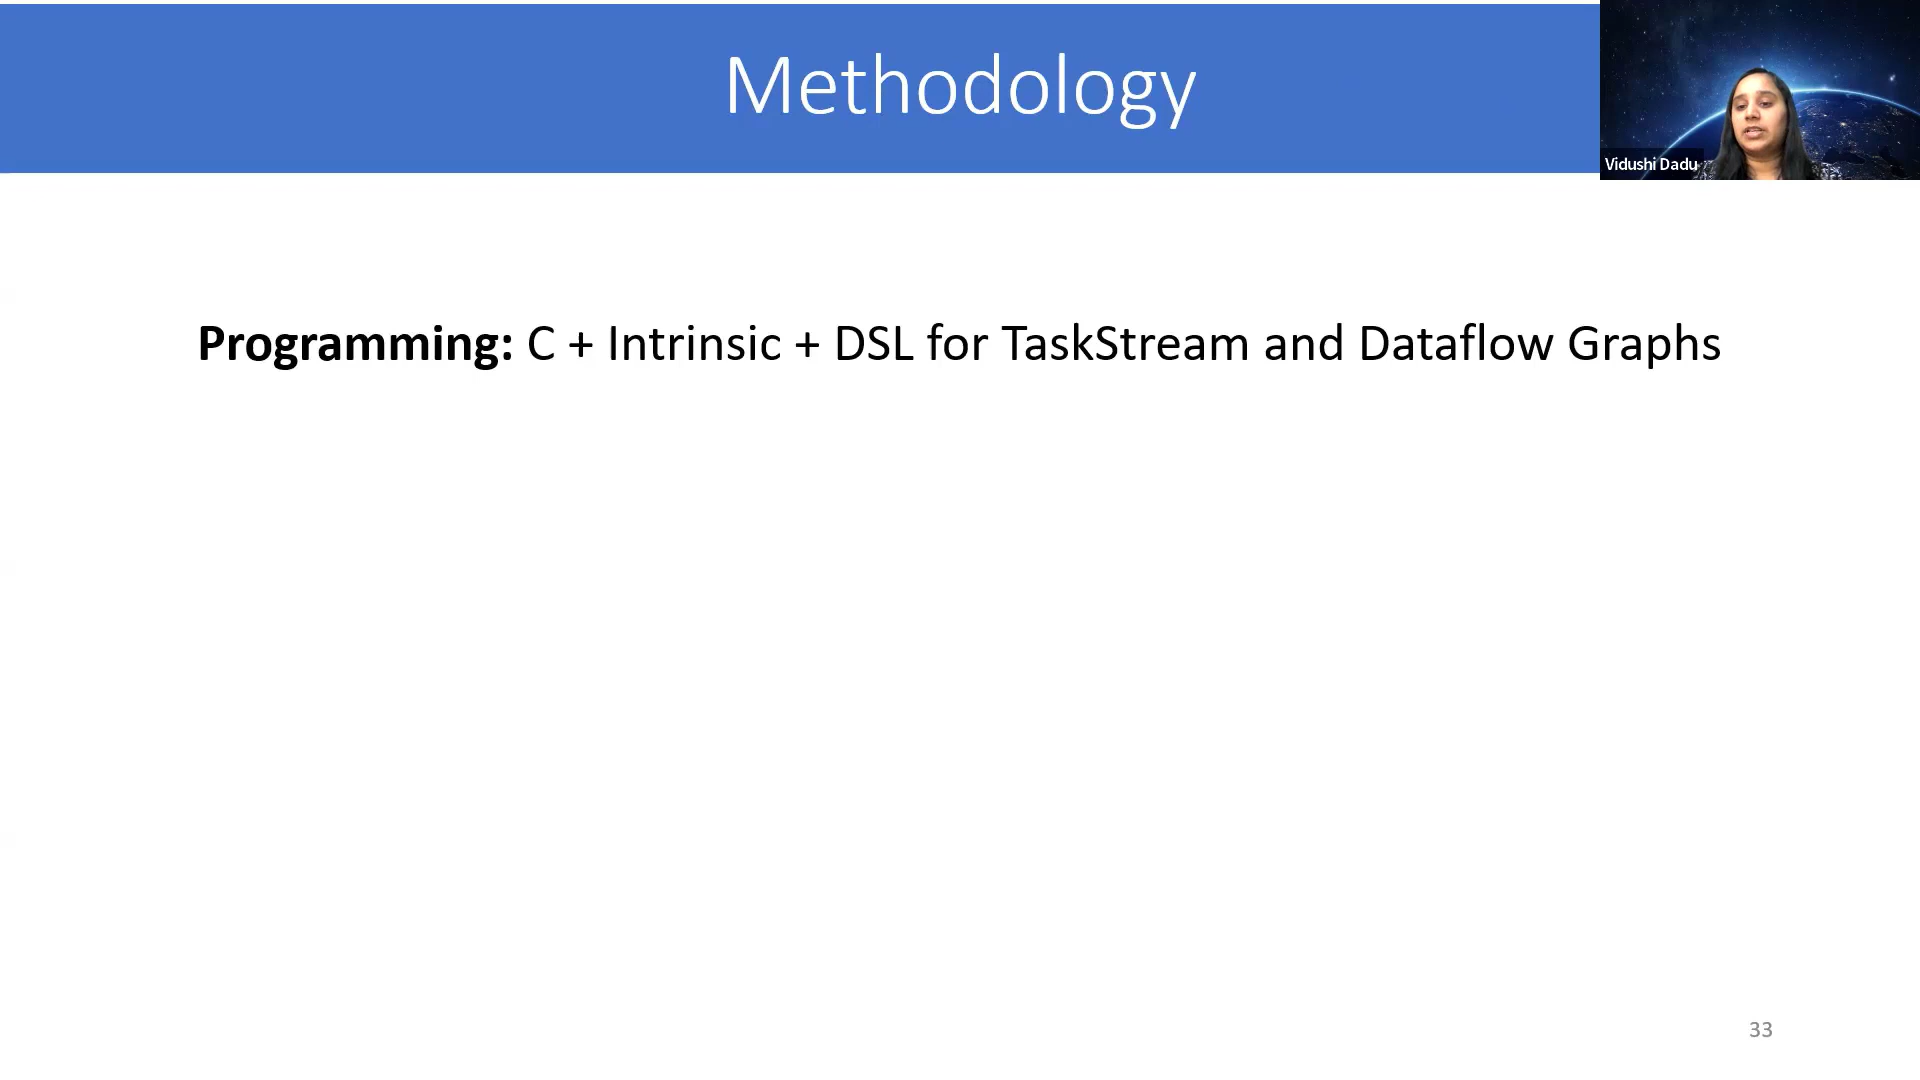 Methodology
Vidushi Dadu
Programming: C + Intrinsic + DSL for TaskStream and Dataflow Graphs
33